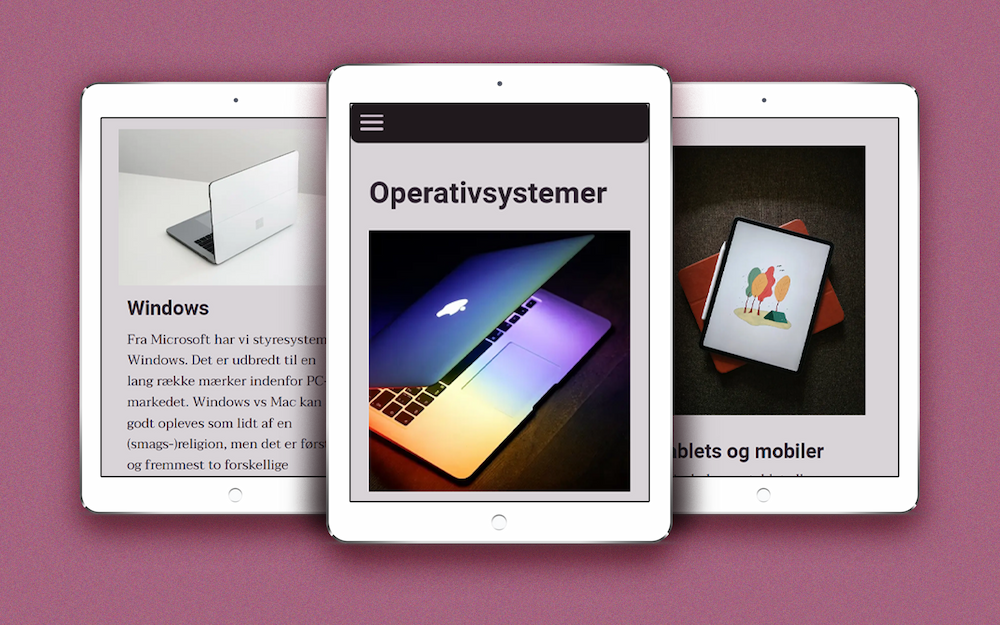 Windows
Fra Microsoft har vi styresystem
Windows. Det er udbredt til en
lang række mærker indenfor PC-
markedet. Windows vs Mac kan
godt opleves som lidt af en
(smags-)religion, men det er først
og fremmest to forskellige
Operativsystemer
ablets og mobiler